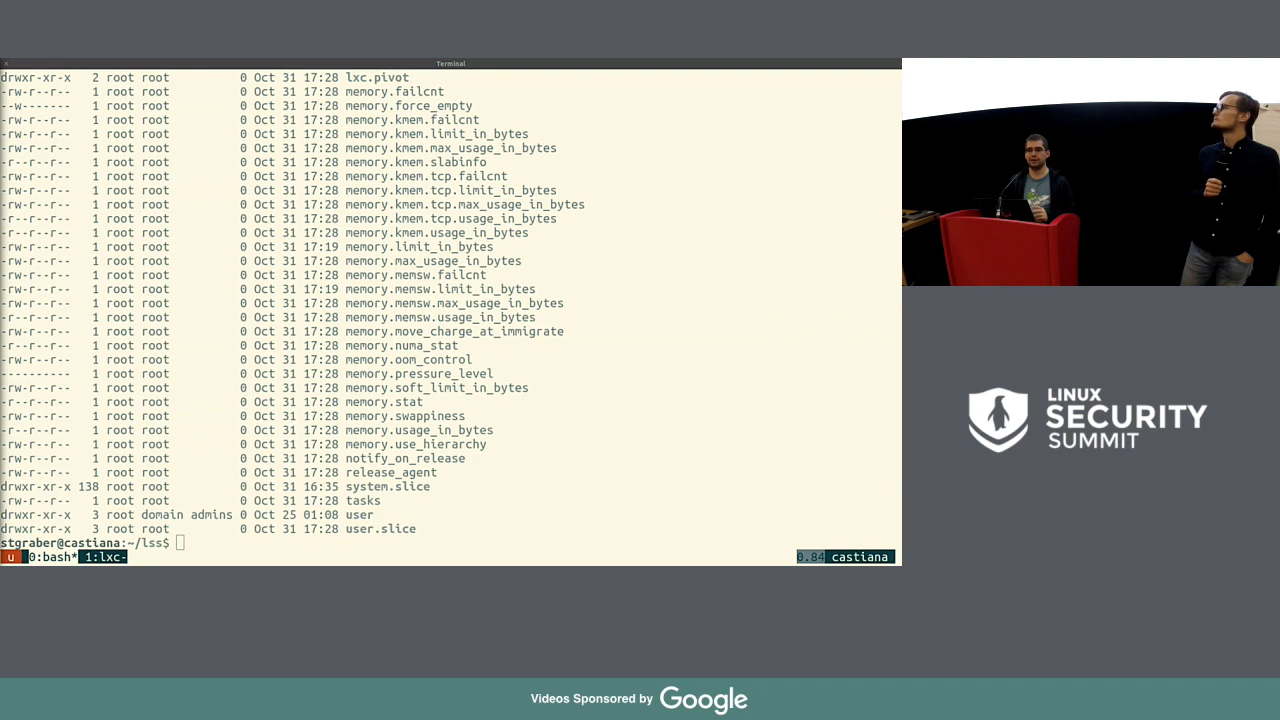 Terminal
drwxr-xr-x 2 root root 0 Oct 31 17:28 lxc.pivot
-rw-r--r-- 1 root root 0 Oct 31 17:28 memory.failcnt
--w------- 1 root root 0 Oct 31 17:28 memory.force_empty
-rw-r--r-- 1 root root 0 Oct 31 17:28 memory.kmem.failcnt
-rw-r--r-- 1 root root 0 Oct 31 17:28 memory.kmem.limit_in_bytes
-rw-r--r-- 1 root root 0 Oct 31 17:28 memory.kmem.max_usage_in_bytes
-r--r--r-- 1 root root 0 Oct 31 17:28 memory.kmem.slabinfo
-rw-r--r-- 1 root root 0 Oct 31 17:28 memory.kmem.tcp.failcnt
-rw-r--r-- 1 root root 0 Oct 31 17:28 memory.kmem.tcp.limit_in_bytes
-rw-r--r-- 1 root root 0 Oct 31 17:28 memory.kmem.tcp.max_usage_in_bytes
-r--r--r-- 1 root root 0 Oct 31 17:28 memory.kmem.tcp.usage_in_bytes
-r--r--r-- 1 root root 0 Oct 31 17:28 memory.kmem.usage_in_bytes
-rw-r--r-- 1 root root 0 Oct 31 17:19 memory.limit_in_bytes
-rw-r--r-- 1 root root 0 Oct 31 17:28 memory.max_usage_in_bytes
-rw-r--r-- 1 root root 0 Oct 31 17:28 memory.memsw.failcnt
-rw-r--r-- 1 root root 0 Oct 31 17:19 memory.memsw.limit_in_bytes
-rw-r--r-- 1 root root 0 Oct 31 17:28 memory.memsw.max_usage_in_bytes
-r--r--r-- 1 root root 0 Oct 31 17:28 memory.memsw.usage_in_bytes
-rw-r--r-- 1 root root 0 Oct 31 17:28 memory.move_charge_at_immigrate
-r--r--r-- 1 root root 0 Oct 31 17:28 memory.numa_stat
-rw-r--r-- 1 root root 0 Oct 31 17:28 memory.oom_control
---------- 1 root root 0 Oct 31 17:28 memory.pressure_level
-rw-r--r-- 1 root root 0 Oct 31 17:28 memory.soft_limit_in_bytes
-r--r--r-- 1 root root 0 Oct 31 17:28 memory.stat
-rw-r--r-- 1 root root 0 Oct 31 17:28 memory.swappiness
-r--r--r-- 1 root root 0 Oct 31 17:28 memory.usage_in_bytes
-rw-r--r-- 1 root root 0 Oct 31 17:28 memory.use_hierarchy
-rw-r--r-- 1 root root 0 Oct 31 17:28 notify_on_release
-rw-r--r-- 1 root root 0 Oct 31 17:28 release_agent
drwxr-xr-x 138 root root 0 Oct 31 16:35 system.slice
-rw-r--r-- 1 root root 0 Oct 31 17:28 tasks
drwxr-xr-x 3 root domain admins 0 Oct 25 01:08 user
drwxr-xr-x 3 root root 0 Oct 31 17:28 user.slice
stgraber@castiana:~/lss$
u 0:bash* 1:lxc- 0.84 castiana
LINUX
SECURITY
SUMMIT
Videos Sponsored by Google